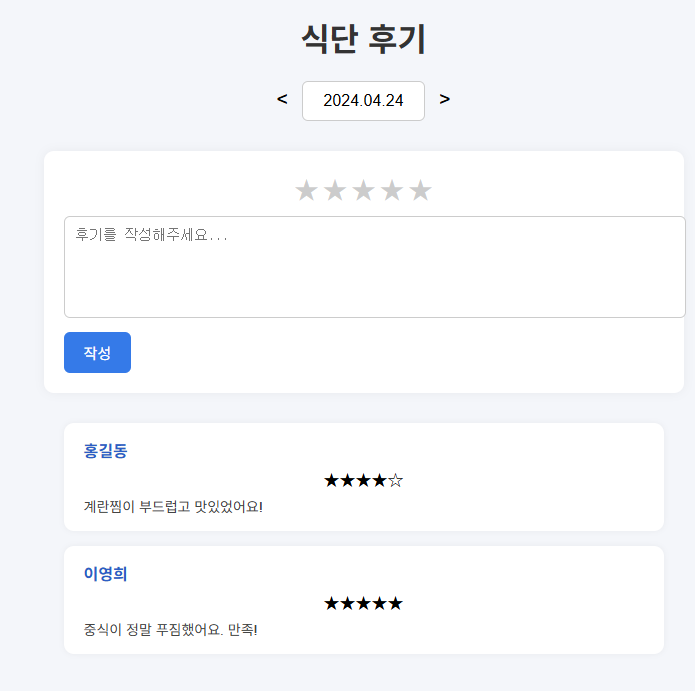 식단 후기
< 2024.04.24 >
★★★★★
후기를 작성해주세요...
작성
홍길동
★★★★☆
계란찜이 부드럽고 맛있었어요!
이영희
★★★★★
중식이 정말 푸짐했어요. 만족!